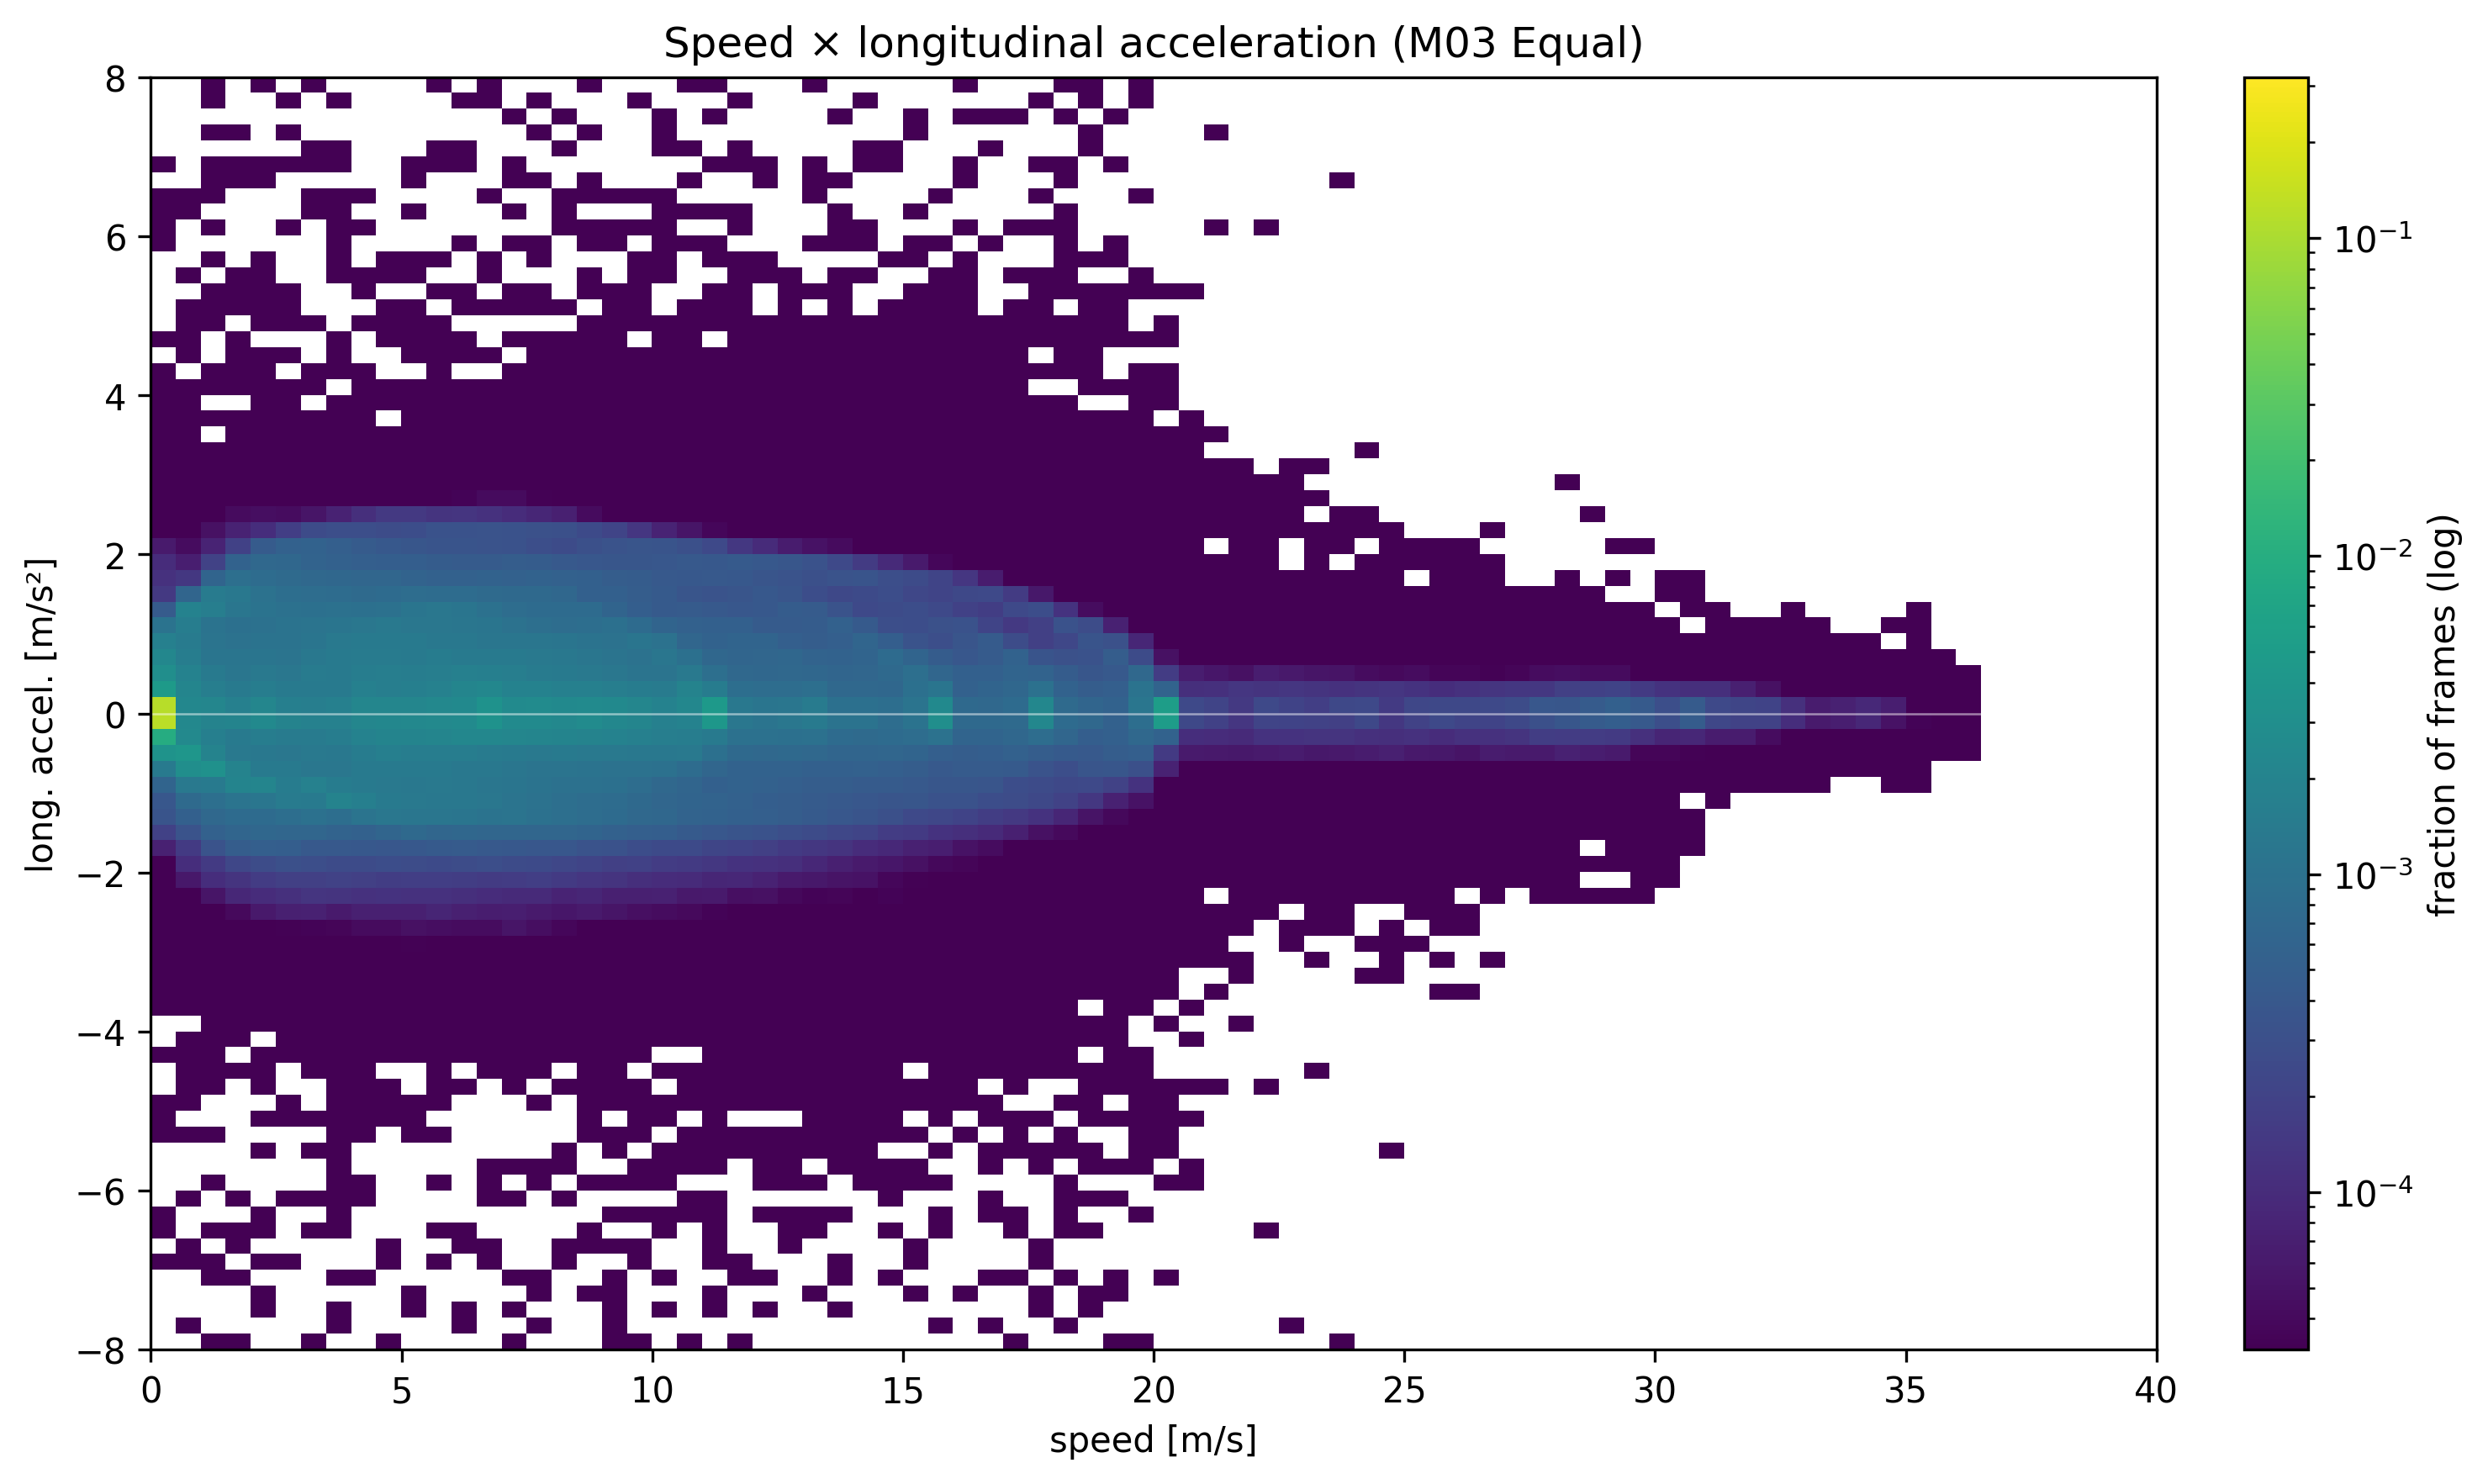 Speed × longitudinal acceleration (M03 Equal)
8
6
4
2
0
−2
−4
−6
−8
long. accel. [m/s²]
0 5 10 15 20 25 30 35 40
speed [m/s]
10⁻¹
10⁻²
10⁻³
10⁻⁴
fraction of frames (log)